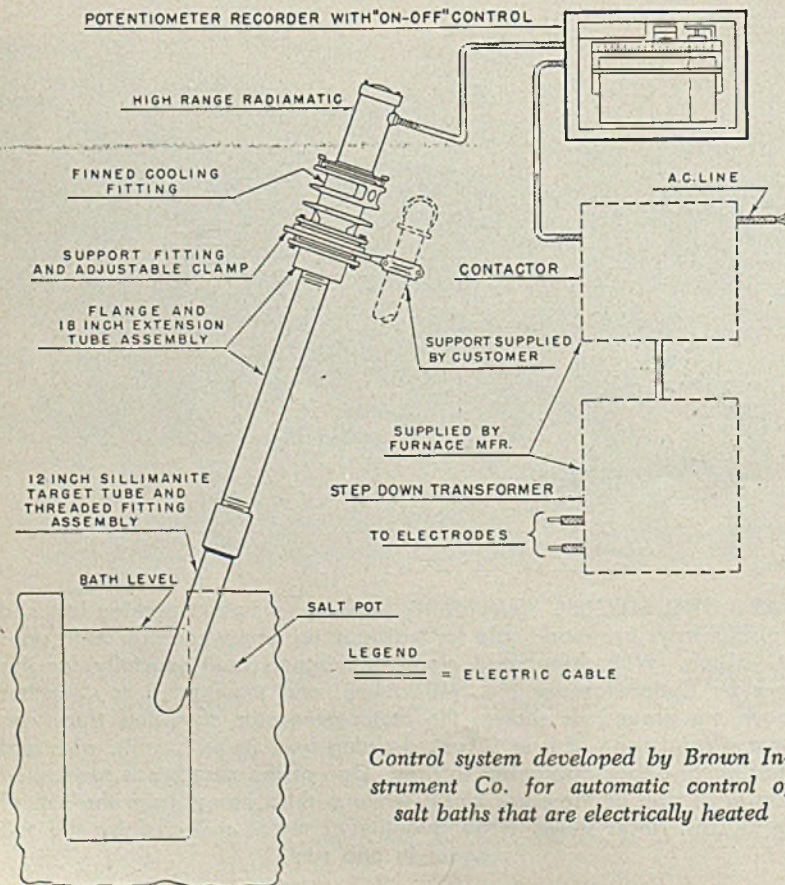 POTENTIOMETER RECORDER WITH "ON-OFF" CONTROL
HIGH RANGE RADIAMATIC
FINNED COOLING
FITTING
A.C. LINE
SUPPORT FITTING
AND ADJUSTABLE CLAMP
CONTACTOR
FLANGE AND
18 INCH EXTENSION
TUBE ASSEMBLY
SUPPORT SUPPLIED
BY CUSTOMER
SUPPLIED BY
FURNACE MFR.
12 INCH SILLIMANITE
TARGET TUBE AND
THREADED FITTING
ASSEMBLY
STEP DOWN TRANSFORMER
TO ELECTRODES
BATH LEVEL
SALT POT
LEGEND
= ELECTRIC CABLE
Control system developed by Brown In-
strument Co. for automatic control o
salt baths that are electrically heated